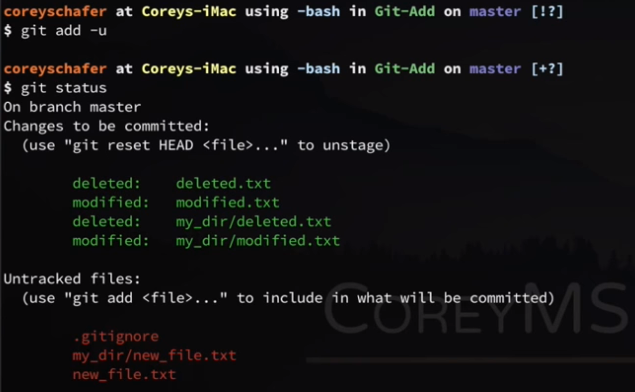 coreyschafer at Coreys-iMac using -bash in Git-Add on master [!?]
$ git add -u
coreyschafer at Coreys-iMac using -bash in Git-Add on master [+?]
$ git status
On branch master
Changes to be committed:
(use "git reset HEAD <file>..." to unstage)
deleted: deleted.txt
modified: modified.txt
deleted: my_dir/deleted.txt
modified: my_dir/modified.txt
Untracked files:
(use "git add <file>..." to include in what will be committed)
.gitignore
my_dir/new_file.txt
new_file.txt
COREYMS